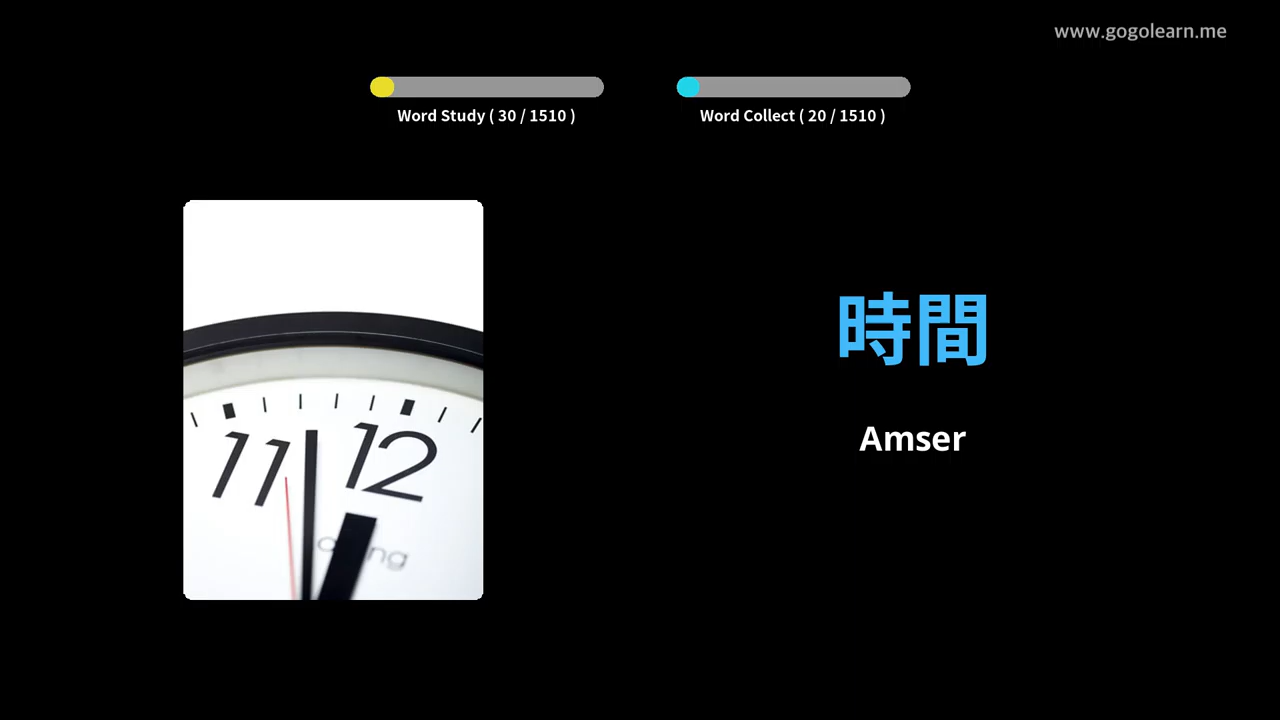 www.gogolearn.me
Word Study ( 30 / 1510 )
Word Collect ( 20 / 1510 )
時間
Amser
11
12